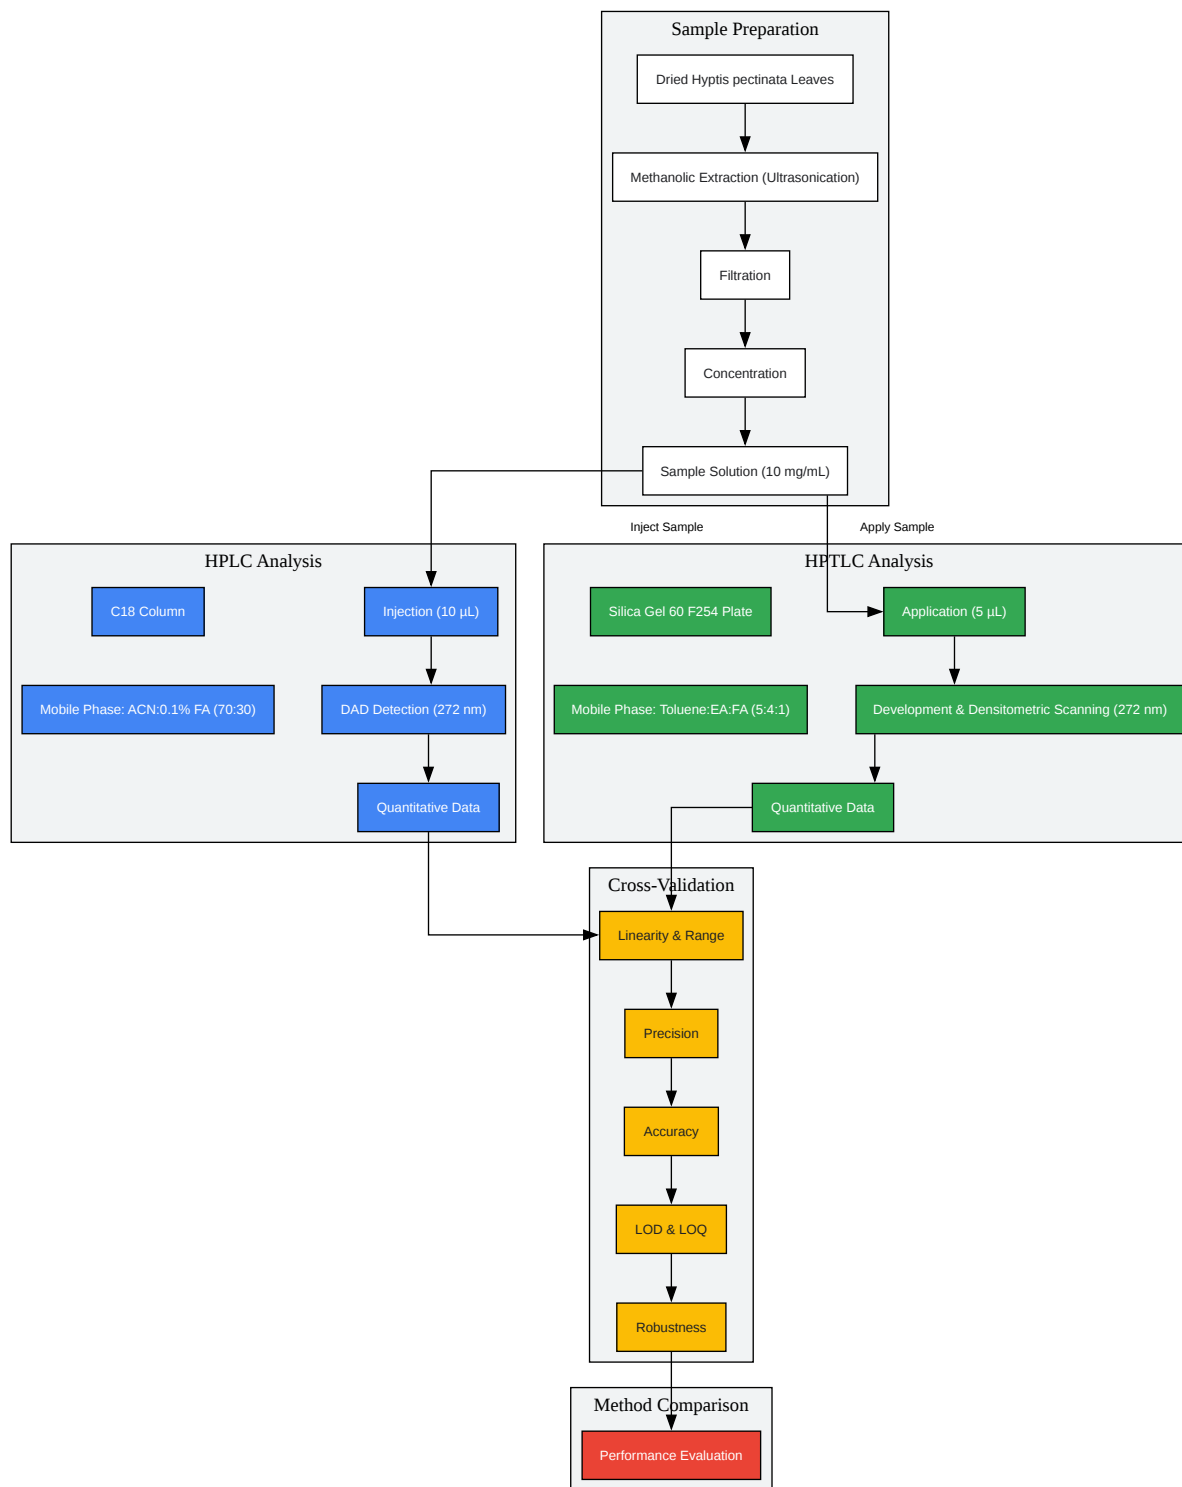 Sample Preparation
Dried Hyptis pectinata Leaves
Methanolic Extraction (Ultrasonication)
Filtration
Concentration
Sample Solution (10 mg/mL)
Inject Sample
Apply Sample
HPLC Analysis
C18 Column
Injection (10 µL)
Mobile Phase: ACN:0.1% FA (70:30)
DAD Detection (272 nm)
Quantitative Data
HPTLC Analysis
Silica Gel 60 F254 Plate
Application (5 µL)
Mobile Phase: Toluene:EA:FA (5:4:1)
Development & Densitometric Scanning (272 nm)
Quantitative Data
Cross-Validation
Linearity & Range
Precision
Accuracy
LOD & LOQ
Robustness
Method Comparison
Performance Evaluation